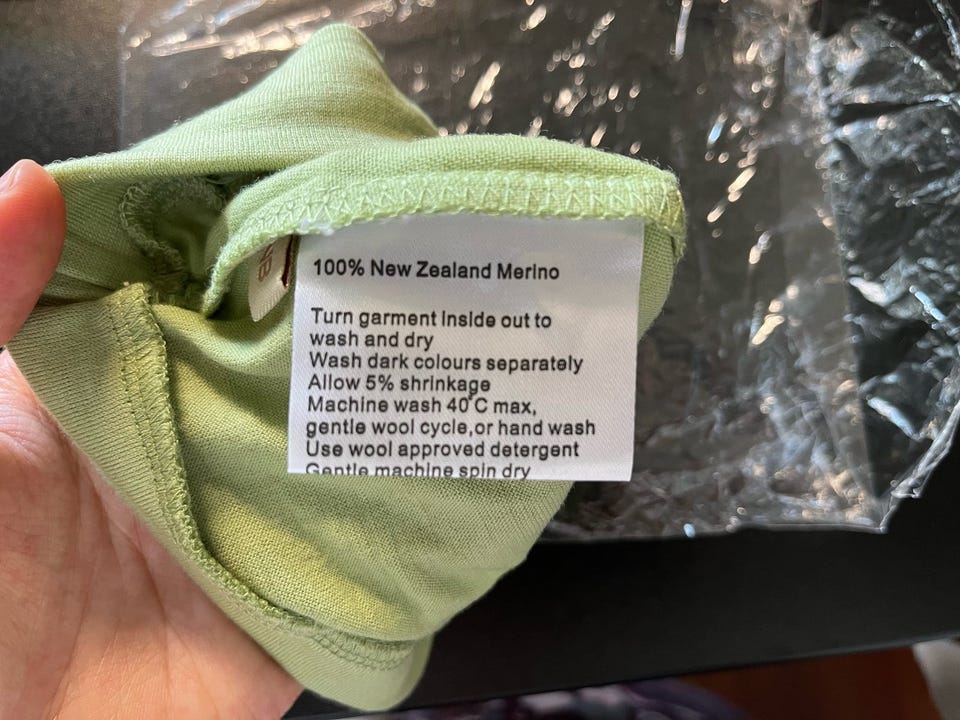 NB
100% New Zealand Merino
Turn garment inside out to
wash and dry
Wash dark colours separately
Allow 5% shrinkage
Machine wash 40°C max,
gentle wool cycle,or hand wash
Use wool approved detergent
Gentle machine spin dry